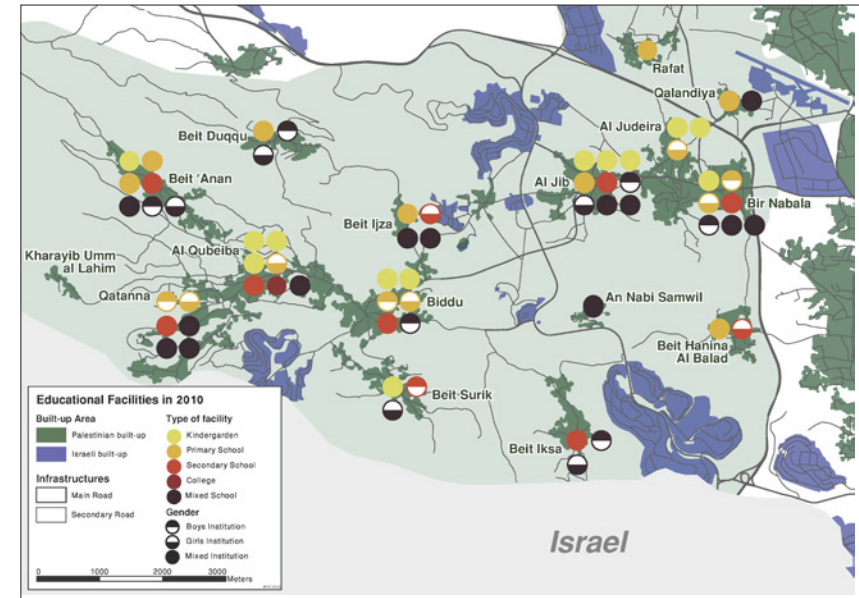 Rafat
Qalandiya
Beit Duqqu
Al Judeira
Beit 'Anan
Al Jib
Bir Nabala
Beit Ijza
Kharayib Umm
al Lahim
Al Qubeiba
Qatanna
Biddu
An Nabi Samwil
Beit Hanina
Al Balad
Beit Surik
Beit Iksa
Israel
Educational Facilities in 2010
Built-up Area
Palestinian built-up
Israeli built-up
Infrastructures
Main Road
Secondary Road
Type of facility
Kindergarden
Primary School
Secondary School
College
Mixed School
Gender
Boys Institution
Girls Institution
Mixed Institution
0 1000 2000 3000
Meters